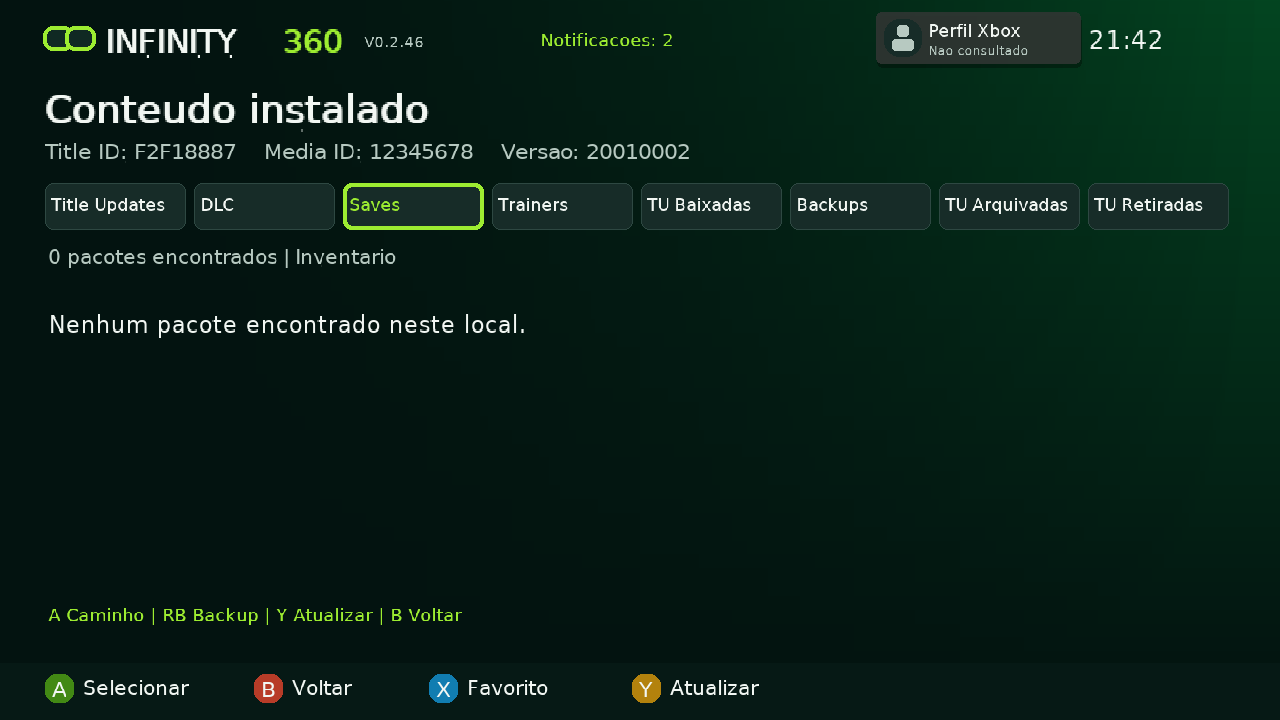 INFINITY 360 V0.2.46 Notificacoes: 2 Perfil Xbox 21:42
Nao consultado
Conteudo instalado
Title ID: F2F18887 Media ID: 12345678 Versao: 20010002
Title Updates DLC Saves Trainers TU Baixadas Backups TU Arquivadas TU Retiradas
0 pacotes encontrados | Inventario
Nenhum pacote encontrado neste local.
A Caminho | RB Backup | Y Atualizar | B Voltar
A Selecionar B Voltar X Favorito Y Atualizar